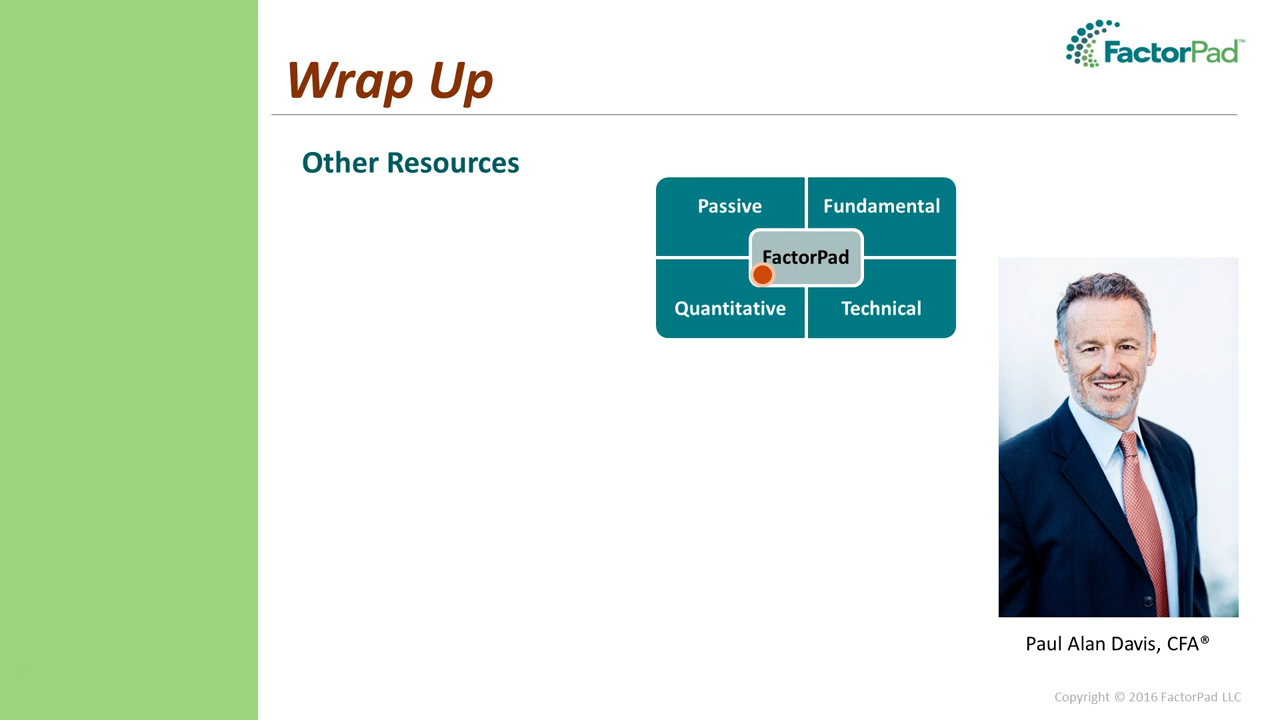 FactorPad™
Wrap Up
Other Resources
Passive
Fundamental
FactorPad
Quantitative
Technical
Paul Alan Davis, CFA®
Copyright © 2016 FactorPad LLC